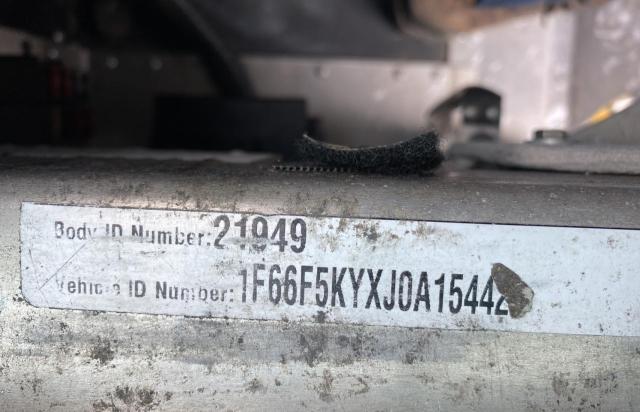 Body ID Number: 21949
Vehicle ID Number: 1F66F5KYXJ0A15442